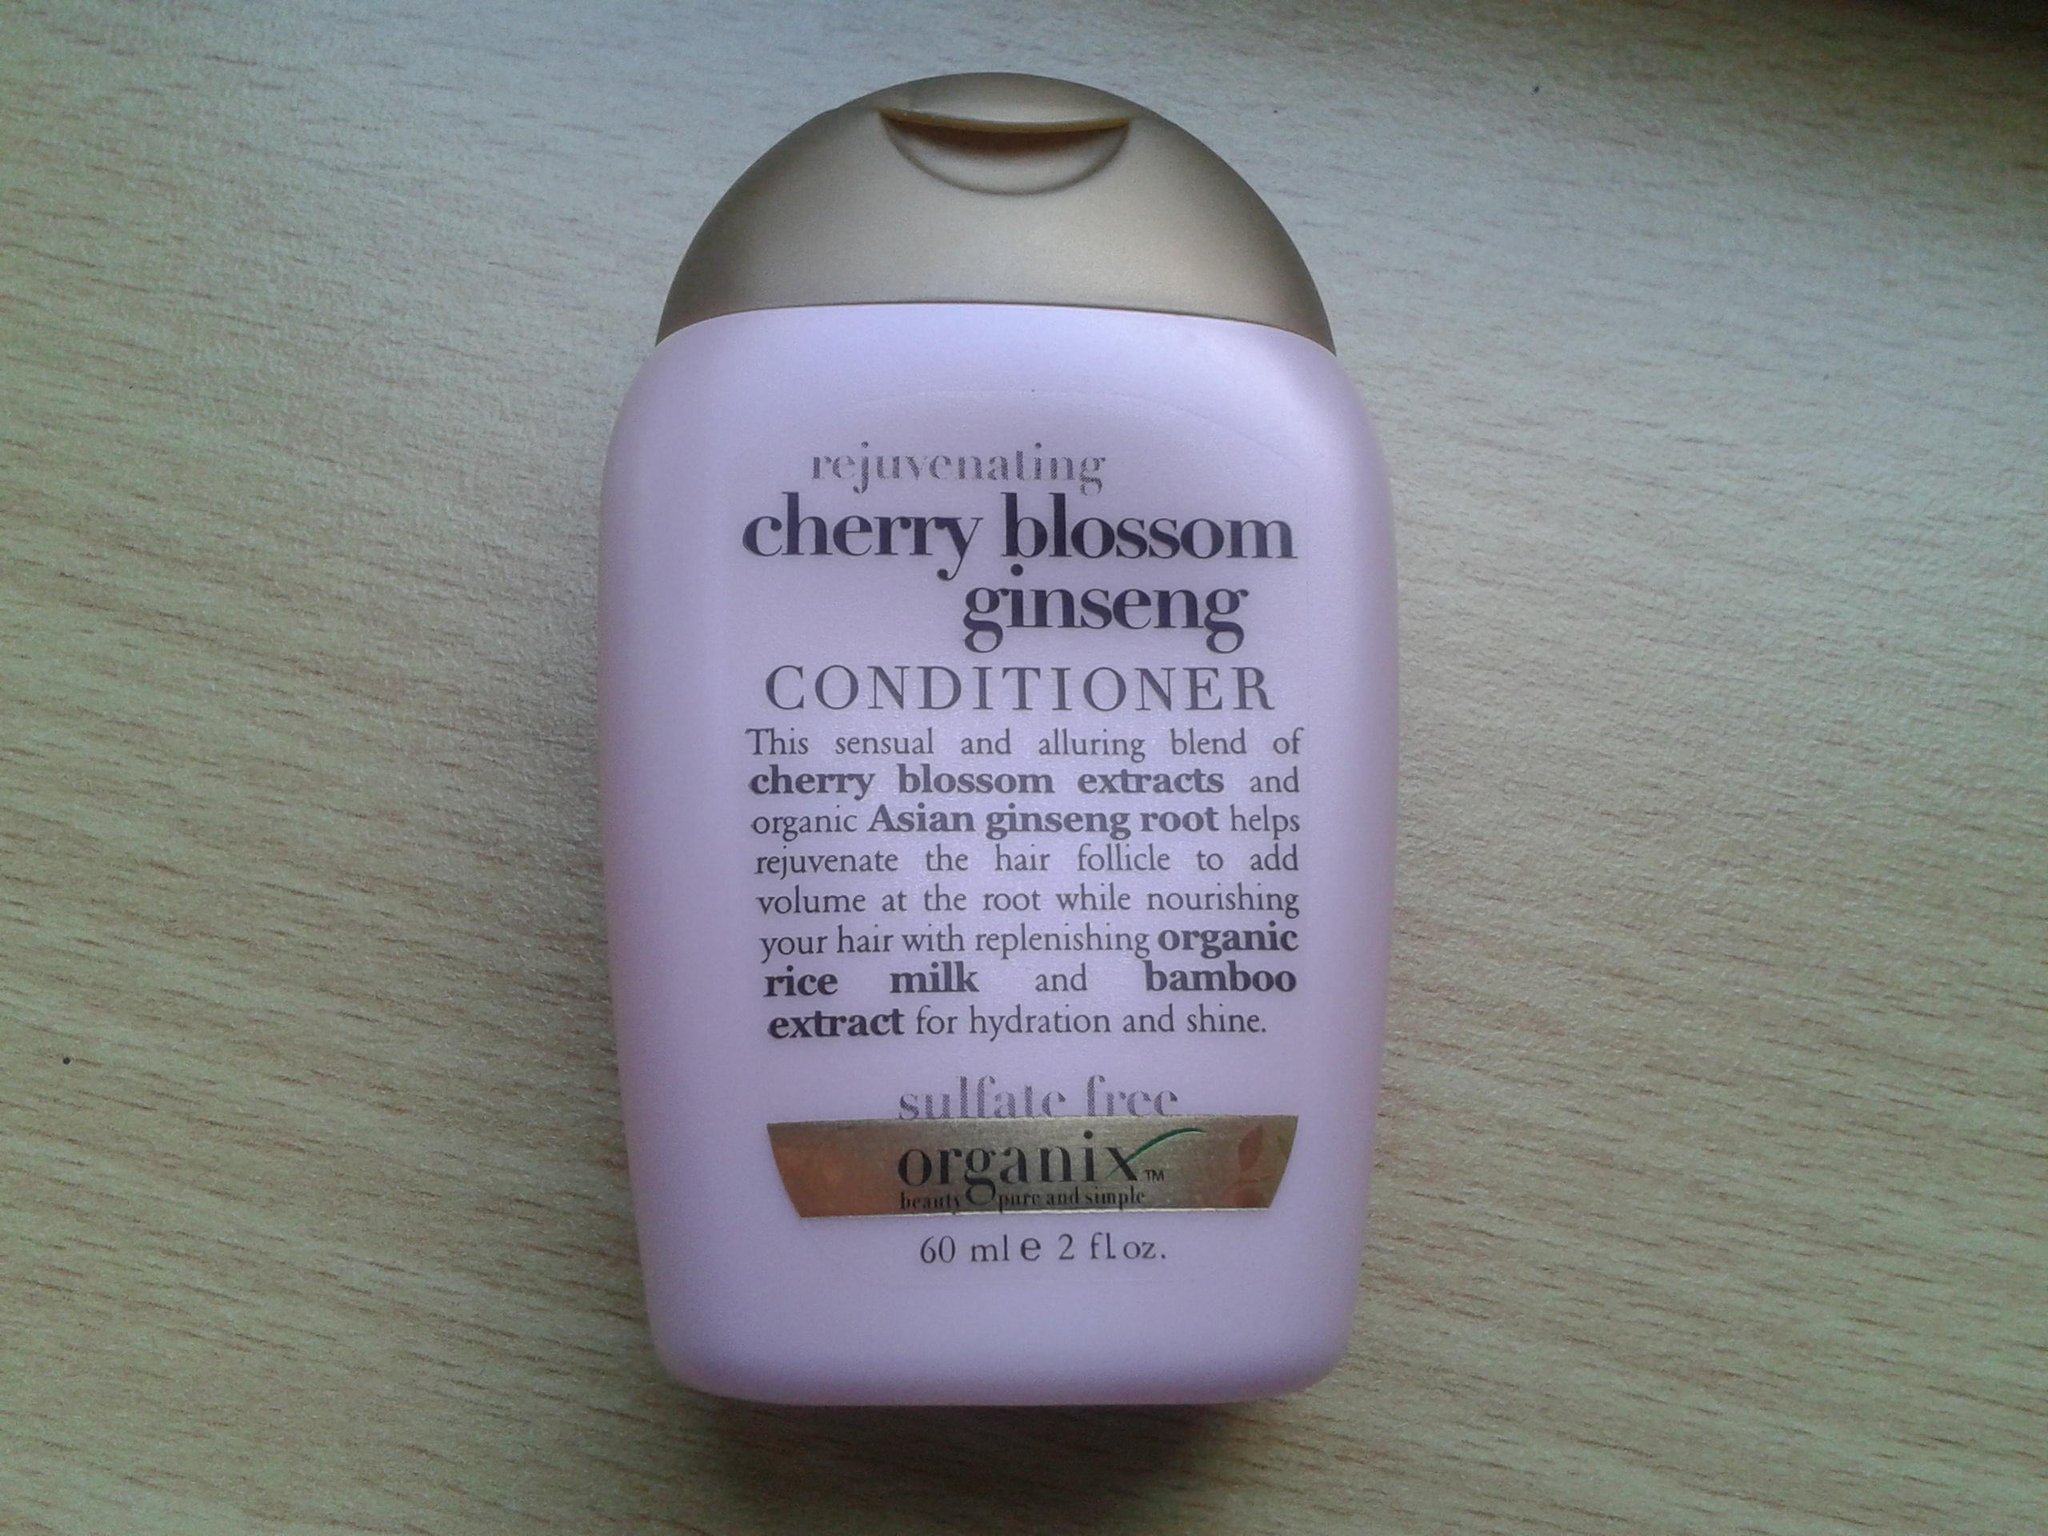 rejuvenating
cherry blossom
ginseng
CONDITIONER
This sensual and alluring blend of
cherry blossom extracts and
organic Asian ginseng root helps
rejuvenate the hair follicle to add
volume at the root while nourishing
your hair with replenishing organic
rice milk and bamboo
extract for hydration and shine.
sulfate free
organix™
beauty pure and simple
60 ml e 2 fl.oz.